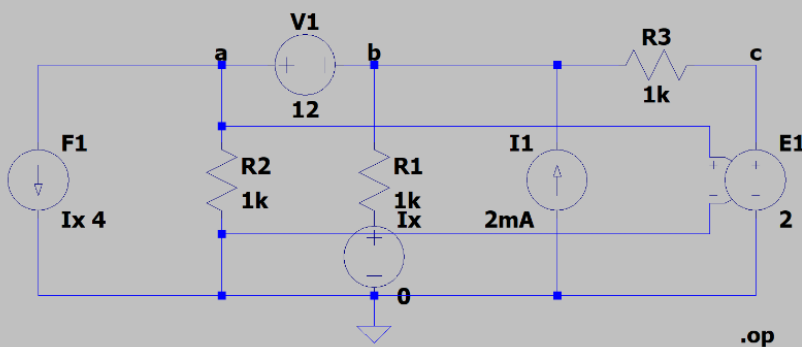 V1
a b R3 c
12 1k
F1 R2 R1 I1 E1
+ -
1k 1k
Ix 4 Ix 2mA 2
0
.op